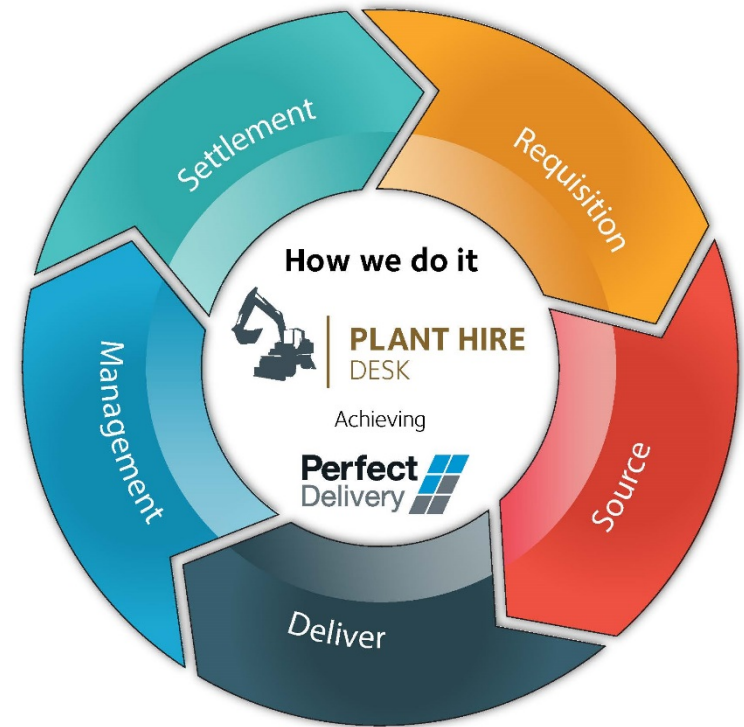 Settlement
Requisition
Source
Deliver
Management
How we do it
PLANT HIRE
DESK
Achieving
Perfect
Delivery